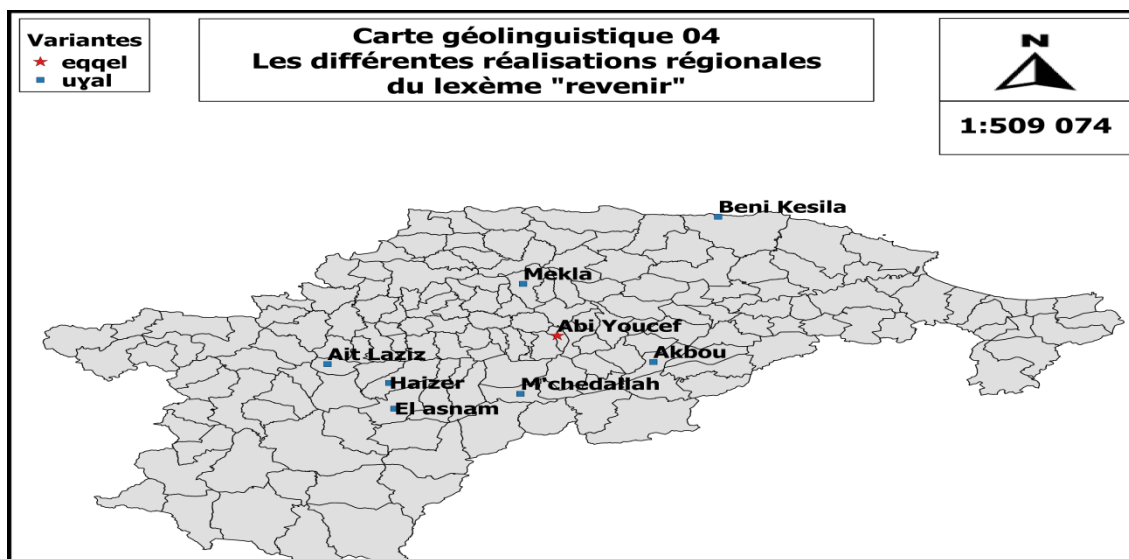 Variantes
eqqel
uɣal
Carte géolinguistique 04
Les différentes réalisations régionales
du lexème "revenir"
N
1:509 074
Beni Kesila
Mekla
Abi Youcef
Akbou
Ait Laziz
Haizer
M'chedallah
El asnam